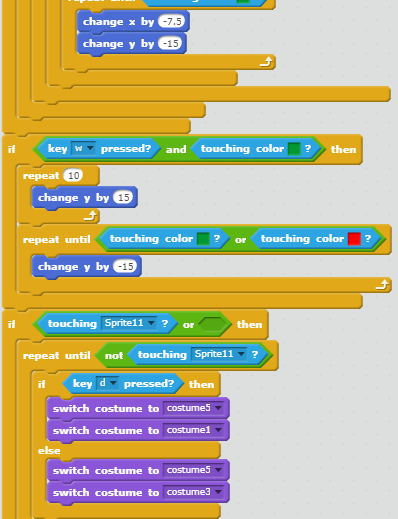 change x by -7.5
change y by -15
if key w pressed? and touching color ? then
repeat 10
change y by 15
repeat until touching color ? or touching color ?
change y by -15
if touching Sprite11 ? or then
repeat until not touching Sprite11 ?
if key d pressed? then
switch costume to costume5
switch costume to costume1
else
switch costume to costume5
switch costume to costume3